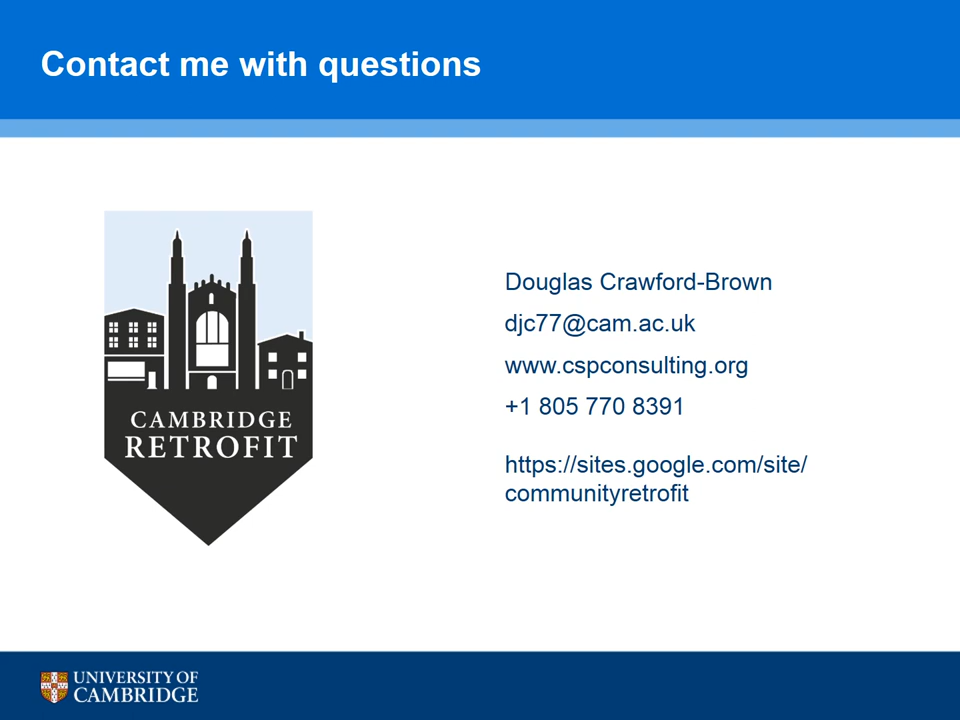 Contact me with questions
CAMBRIDGE
RETROFIT
Douglas Crawford-Brown
djc77@cam.ac.uk
www.cspconsulting.org
+1 805 770 8391
https://sites.google.com/site/
communityretrofit
UNIVERSITY OF
CAMBRIDGE